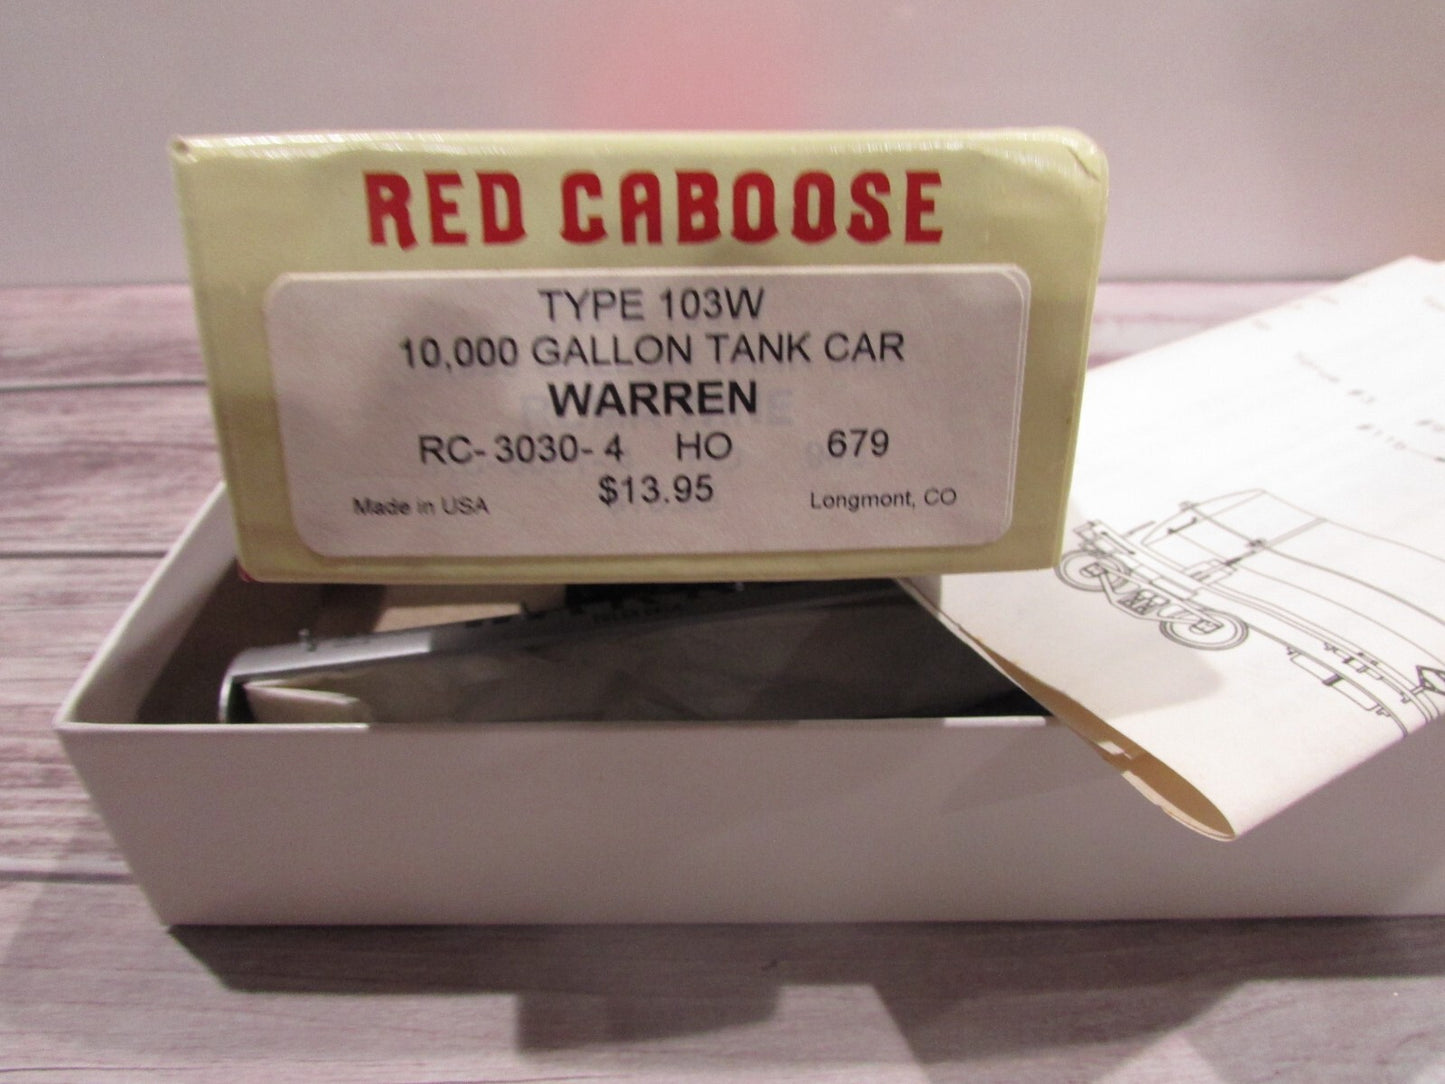 RED CABOOSE
TYPE 103W
10,000 GALLON TANK CAR
WARREN
RC- 3030- 4 HO 679
$13.95
Made in USA Longmont, CO